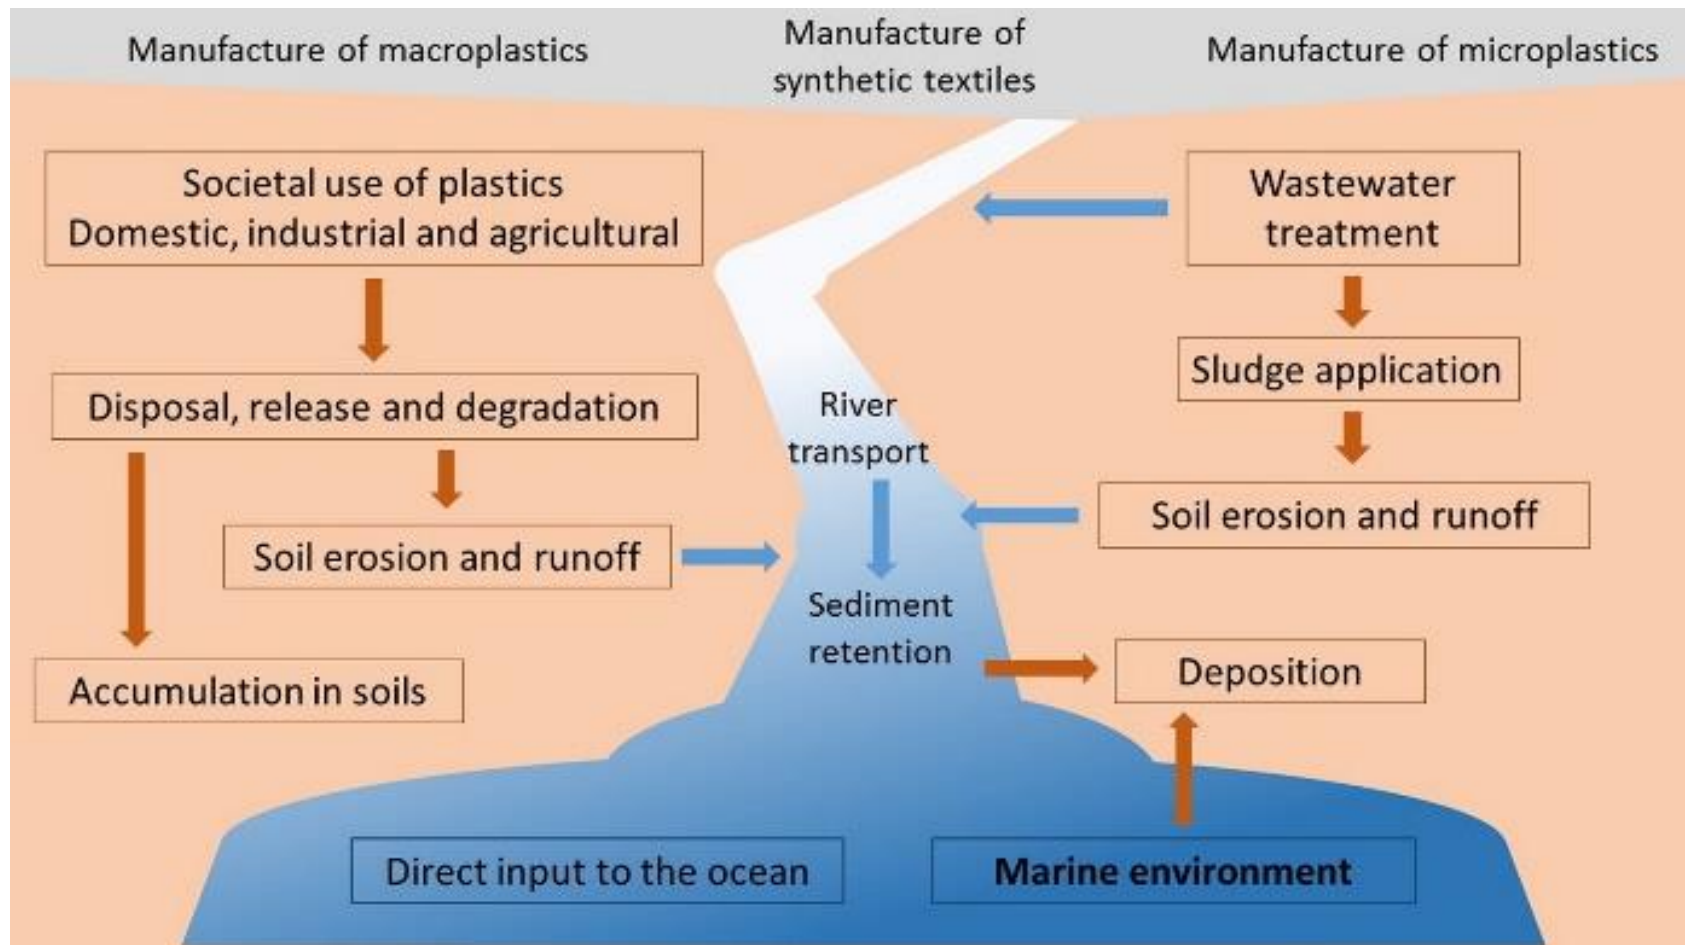 Manufacture of macroplastics
Manufacture of
synthetic textiles
Manufacture of microplastics
Societal use of plastics
Domestic, industrial and agricultural
Wastewater
treatment
Sludge application
Disposal, release and degradation
River
transport
Soil erosion and runoff
Soil erosion and runoff
Sediment
retention
Deposition
Accumulation in soils
Direct input to the ocean
Marine environment